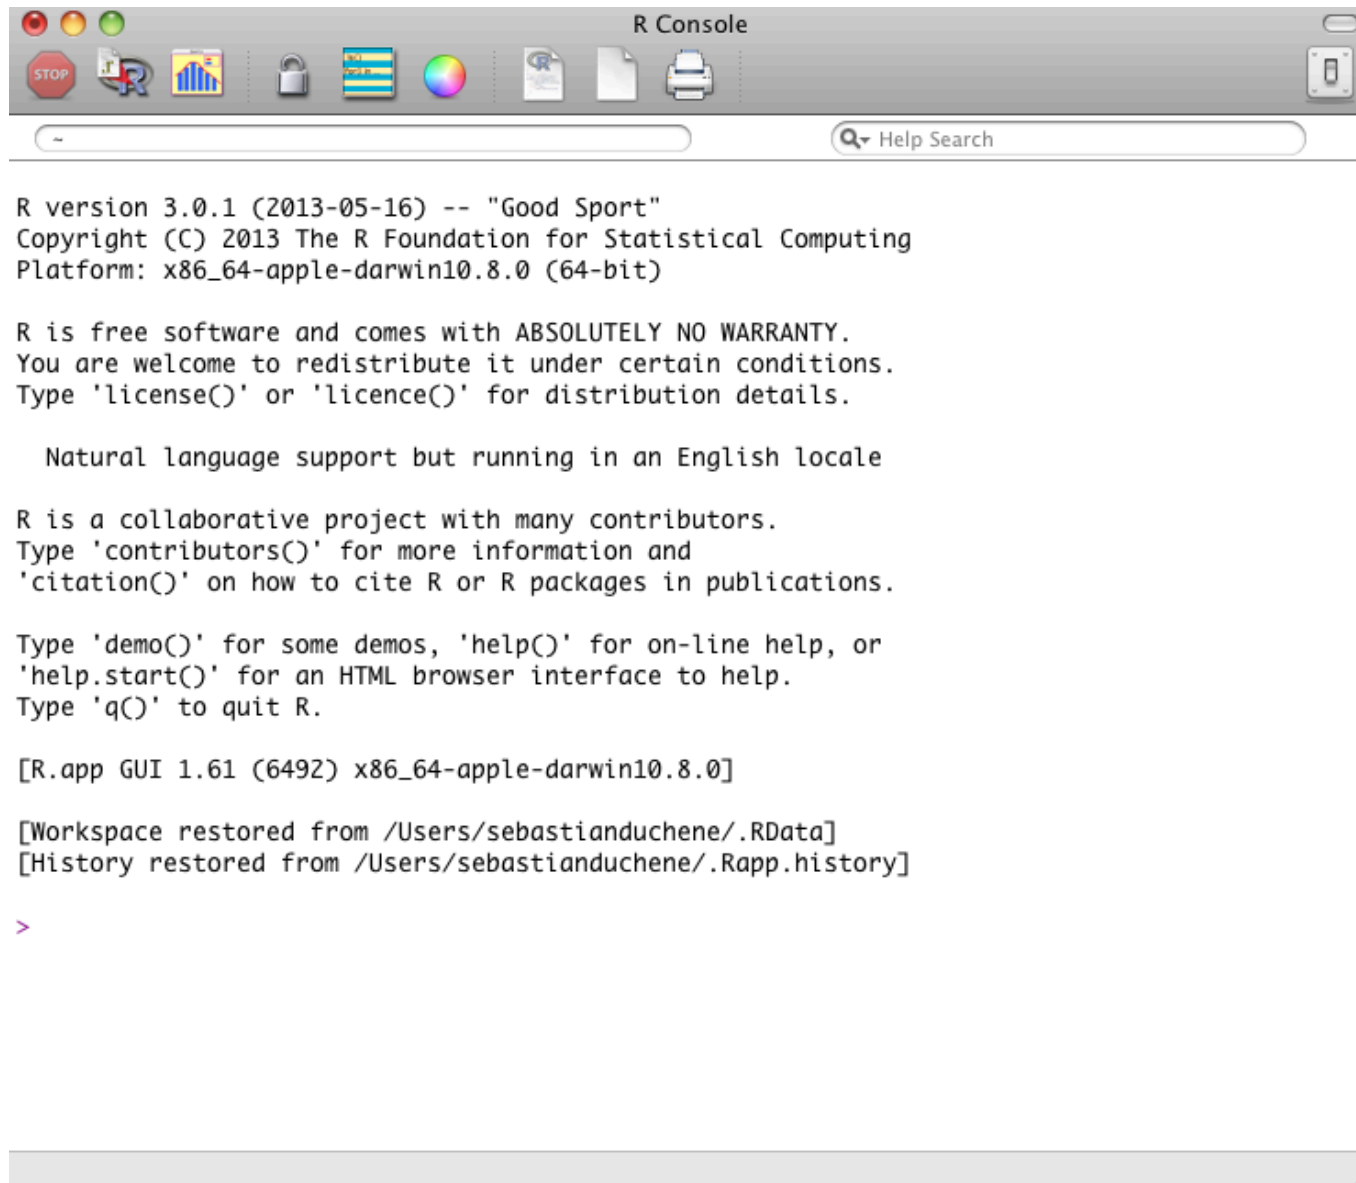 R Console
STOP
~
Help Search
R version 3.0.1 (2013-05-16) -- "Good Sport"
Copyright (C) 2013 The R Foundation for Statistical Computing
Platform: x86_64-apple-darwin10.8.0 (64-bit)
R is free software and comes with ABSOLUTELY NO WARRANTY.
You are welcome to redistribute it under certain conditions.
Type 'license()' or 'licence()' for distribution details.
Natural language support but running in an English locale
R is a collaborative project with many contributors.
Type 'contributors()' for more information and
'citation()' on how to cite R or R packages in publications.
Type 'demo()' for some demos, 'help()' for on-line help, or
'help.start()' for an HTML browser interface to help.
Type 'q()' to quit R.
[R.app GUI 1.61 (6492) x86_64-apple-darwin10.8.0]
[Workspace restored from /Users/sebastianduchene/.RData]
[History restored from /Users/sebastianduchene/.Rapp.history]
>